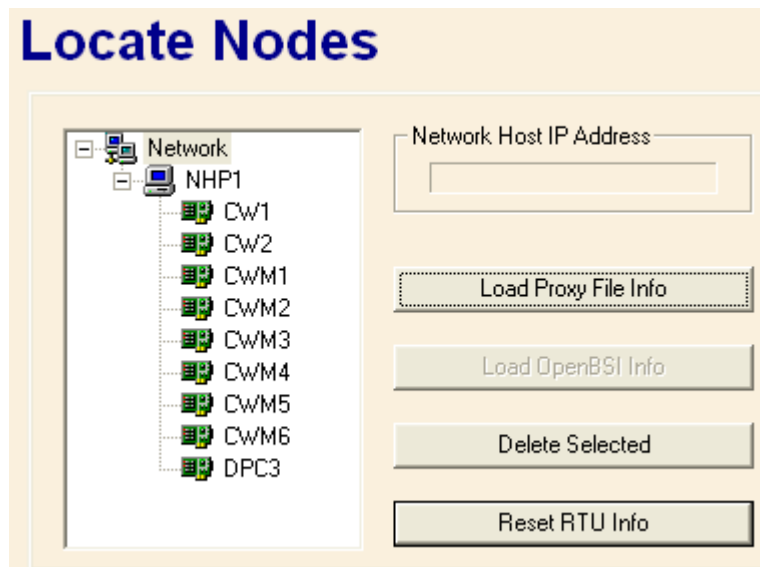 Locate Nodes
Network
NHP1
CW1
CW2
CWM1
CWM2
CWM3
CWM4
CWM5
CWM6
DPC3
Network Host IP Address
Load Proxy File Info
Load OpenBSI Info
Delete Selected
Reset RTU Info